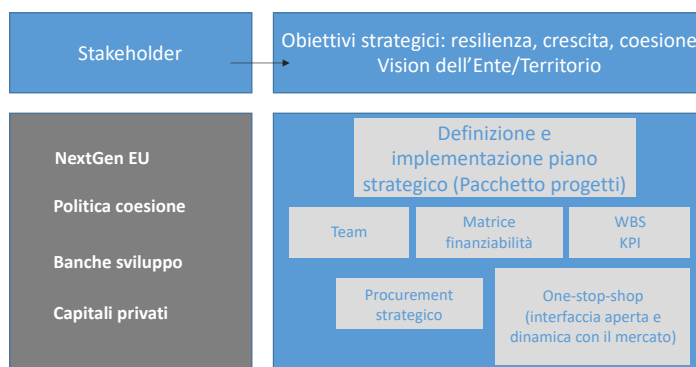 Stakeholder
Obiettivi strategici: resilienza, crescita, coesione
Vision dell'Ente/Territorio
NextGen EU
Politica coesione
Banche sviluppo
Capitali privati
Definizione e
implementazione piano
strategico (Pacchetto progetti)
Team
Matrice
finanziabilità
WBS
KPI
Procurement
strategico
One-stop-shop
(interfaccia aperta e
dinamica con il mercato)